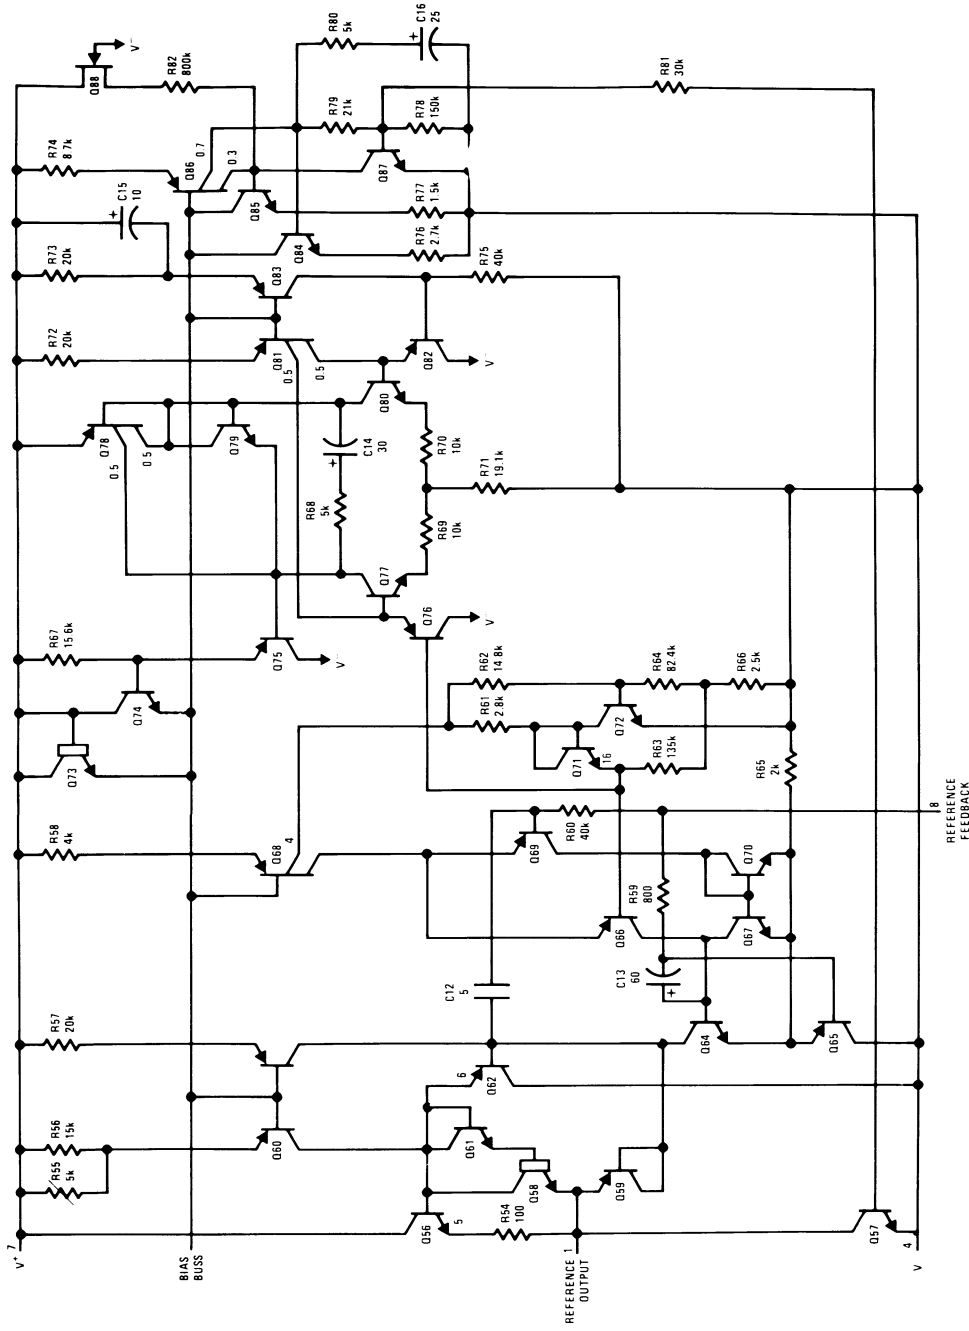 R80
5k
C16
25
Q88
V⁻
R82
800k
R81
30k
R79
21k
R78
150k
R74
8.7k
Q86
0.7
0.3
Q87
C15
10
Q85
R77
1.5k
Q84
R76
2.7k
R73
20k
Q83
R75
40k
R72
20k
Q81
0.5
0.5
Q82
V⁻
Q78
0.5
0.5
Q79
C14
30
Q80
R70
10k
R71
19.1k
R68
5k
R69
10k
Q77
Q76
V⁻
R67
15.6k
Q75
V⁻
Q74
Q73
R62
14.8k
R61
2.8k
R64
82.4k
R66
2.5k
Q72
Q71
16
R63
135k
R65
2k
R58
4k
Q68
4
Q69
R60
40k
R59
800
Q70
Q66
Q67
8
REFERENCE
FEEDBACK
R57
20k
C12
5
C13
60
Q64
Q65
R56
15k
R55
5k
Q60
6
Q62
Q61
Q58
Q59
Q56
5
R54
100
Q57
V⁺ 7
BIAS
BUSS
REFERENCE 1
OUTPUT
4
V